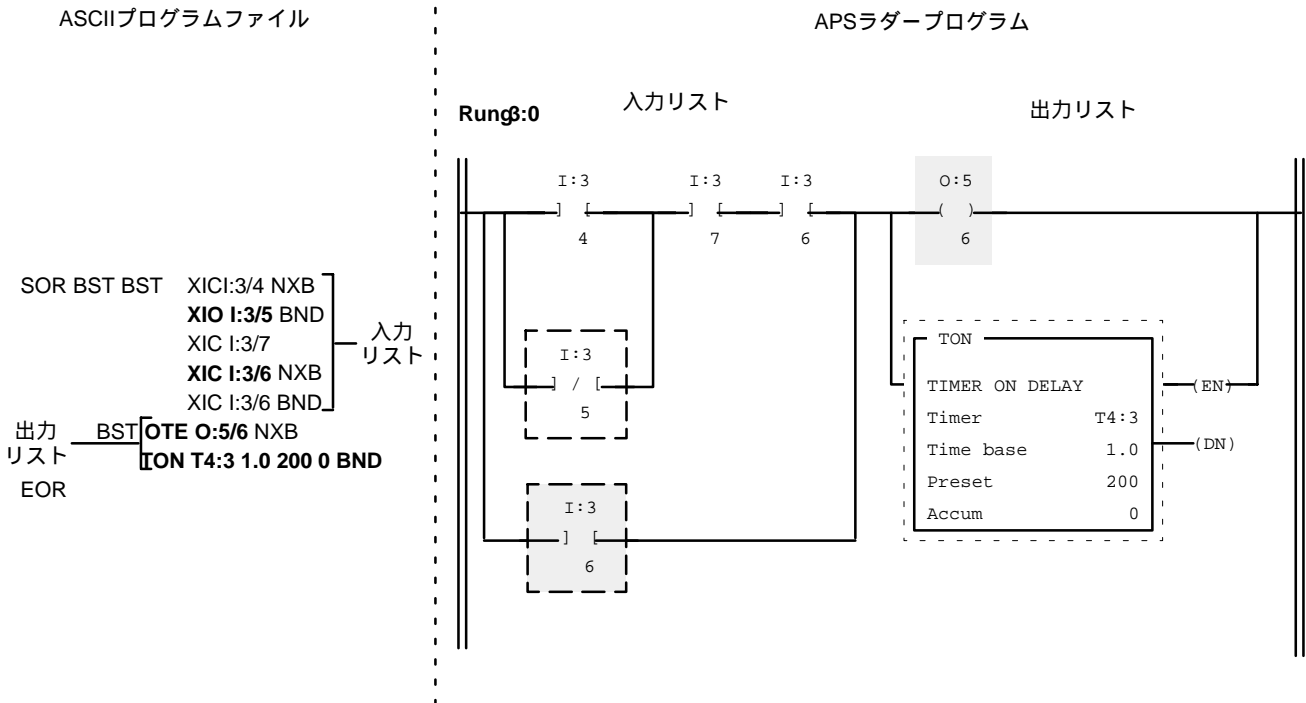 ASCIIプログラムファイル
APSラダープログラム
Rung3:0
入力リスト
出力リスト
I:3
I:3
I:3
O:5
] [
] [
] [
( )
4
7
6
6
SOR BST BST XICI:3/4 NXB
XIO I:3/5 BND
XIC I:3/7
XIC I:3/6 NXB
XIC I:3/6 BND
入力
リスト
出力
リスト
BST OTE O:5/6 NXB
TON T4:3 1.0 200 0 BND
EOR
I:3
] / [
5
I:3
] [
6
TON
TIMER ON DELAY
Timer T4:3
Time base 1.0
Preset 200
Accum 0
(EN)
(DN)